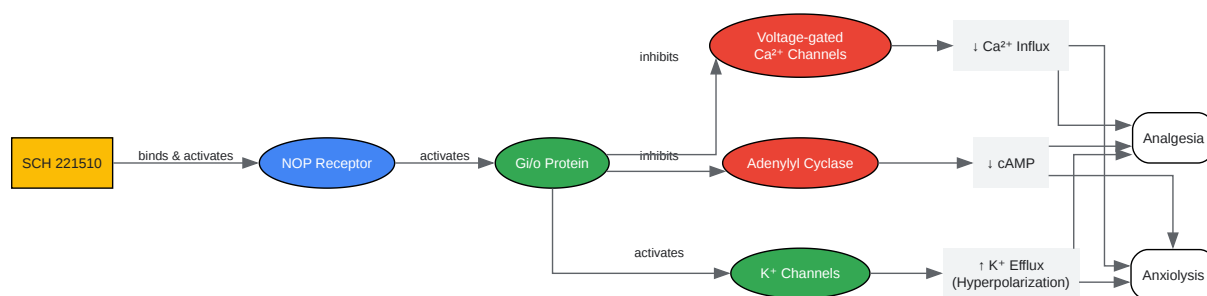 Voltage-gated
Ca²⁺ Channels
inhibits
↓ Ca²⁺ Influx
SCH 221510
binds & activates
NOP Receptor
activates
Gi/o Protein
inhibits
Adenylyl Cyclase
↓ cAMP
Analgesia
activates
K⁺ Channels
↑ K⁺ Efflux
(Hyperpolarization)
Anxiolysis